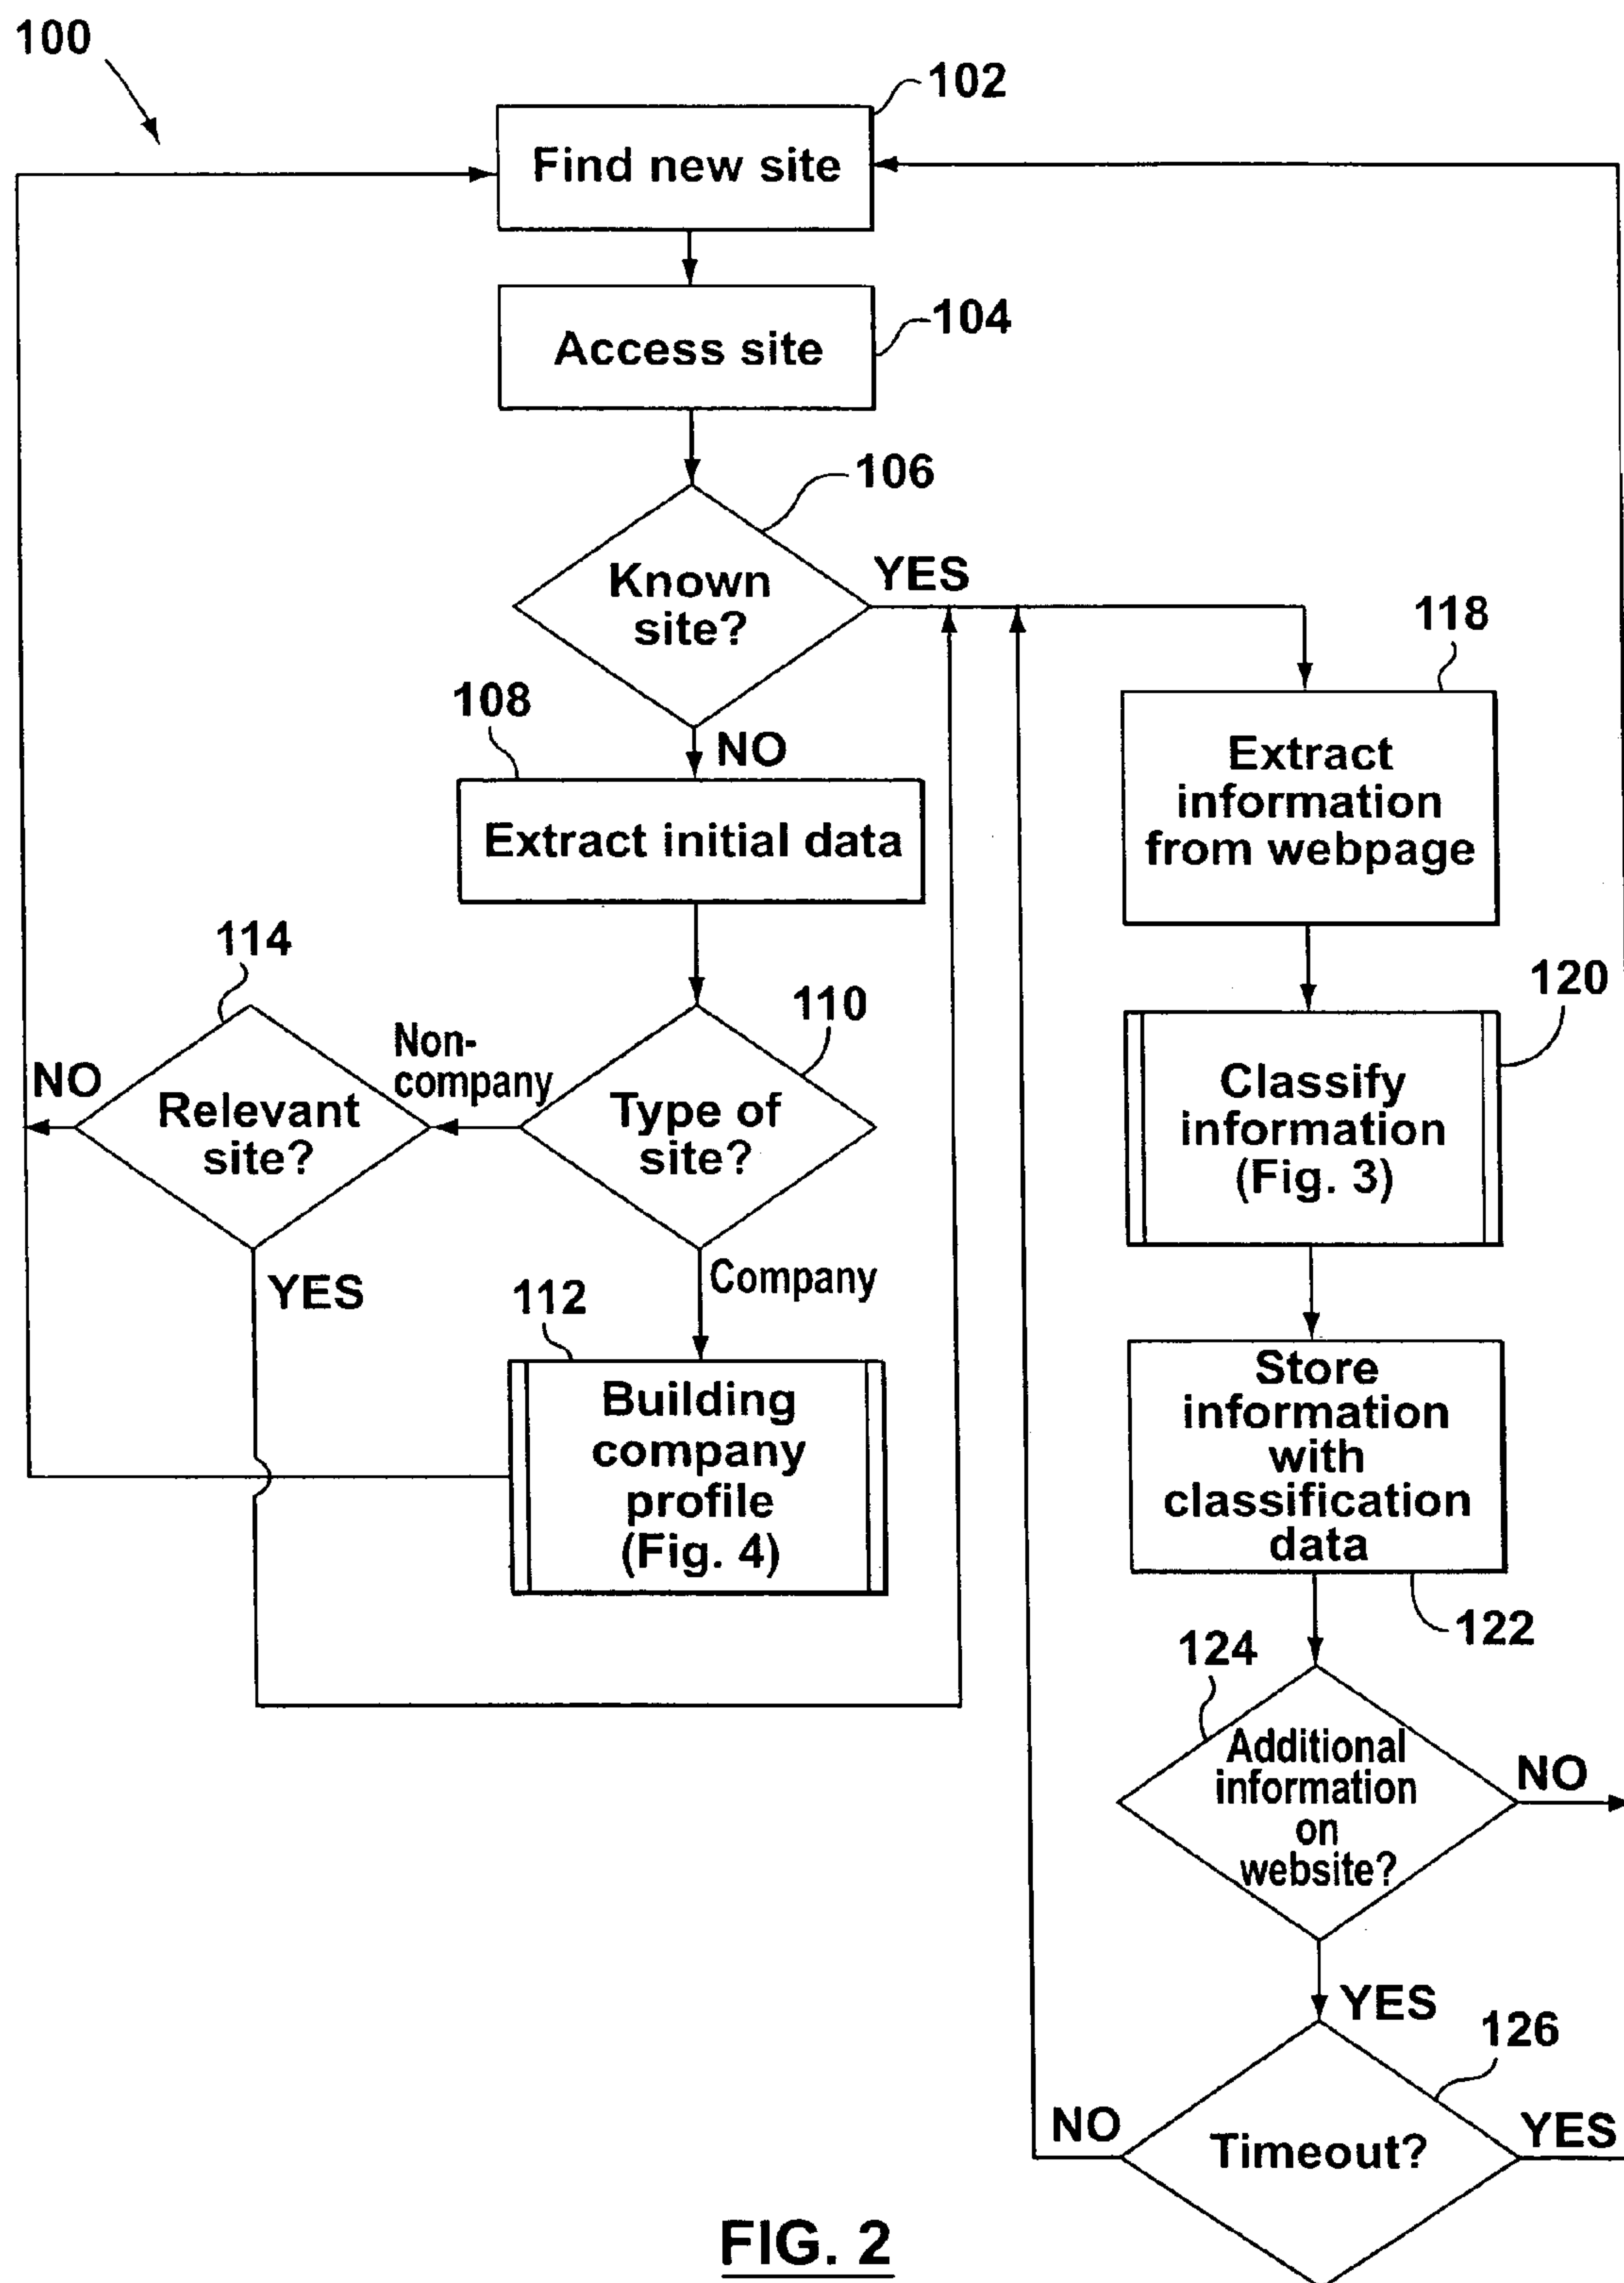 100
102
Find new site
104
Access site
106
Known
site?
YES
118
108
NO
Extract initial data
Extract
information
from webpage
114
110
120
Non-
company
NO
Relevant
site?
Type of
site?
Classify
information
(Fig. 3)
YES
Company
112
Building
company
profile
(Fig. 4)
Store
information
with
classification
data
122
124
Additional
information
on
website?
NO
YES
126
NO
Timeout?
YES
FIG. 2